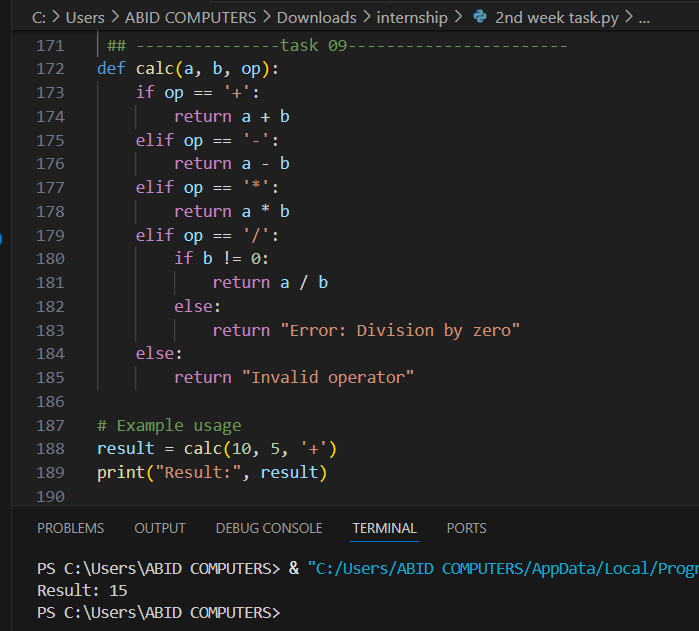 C: > Users > ABID COMPUTERS > Downloads > internship > 2nd week task.py > ...
171 ## ---------------task 09-----------------------
172 def calc(a, b, op):
173     if op == '+':
174         return a + b
175     elif op == '-':
176         return a - b
177     elif op == '*':
178         return a * b
179     elif op == '/':
180         if b != 0:
181             return a / b
182         else:
183             return "Error: Division by zero"
184     else:
185         return "Invalid operator"
186
187 # Example usage
188 result = calc(10, 5, '+')
189 print("Result:", result)
190
PROBLEMS OUTPUT DEBUG CONSOLE TERMINAL PORTS
PS C:\Users\ABID COMPUTERS> & "C:/Users/ABID COMPUTERS/AppData/Local/Progr
Result: 15
PS C:\Users\ABID COMPUTERS>